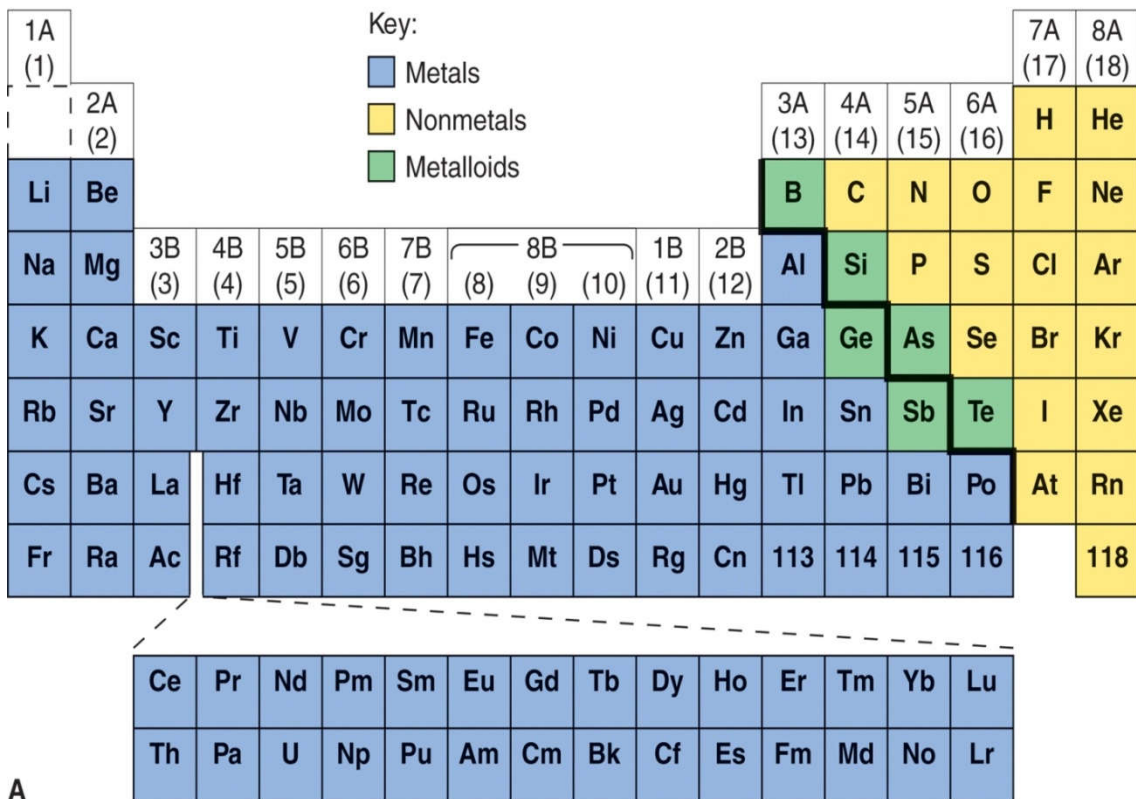 Key:
Metals
Nonmetals
Metalloids
1A 7A 8A
(1) (17) (18)
2A 3A 4A 5A 6A H He
(2) (13) (14) (15) (16)
Li Be B C N O F Ne
3B 4B 5B 6B 7B 8B 1B 2B
(3) (4) (5) (6) (7) (8) (9) (10) (11) (12)
Na Mg Al Si P S Cl Ar
K Ca Sc Ti V Cr Mn Fe Co Ni Cu Zn Ga Ge As Se Br Kr
Rb Sr Y Zr Nb Mo Tc Ru Rh Pd Ag Cd In Sn Sb Te I Xe
Cs Ba La Hf Ta W Re Os Ir Pt Au Hg Tl Pb Bi Po At Rn
Fr Ra Ac Rf Db Sg Bh Hs Mt Ds Rg Cn 113 114 115 116 118
Ce Pr Nd Pm Sm Eu Gd Tb Dy Ho Er Tm Yb Lu
Th Pa U Np Pu Am Cm Bk Cf Es Fm Md No Lr
A